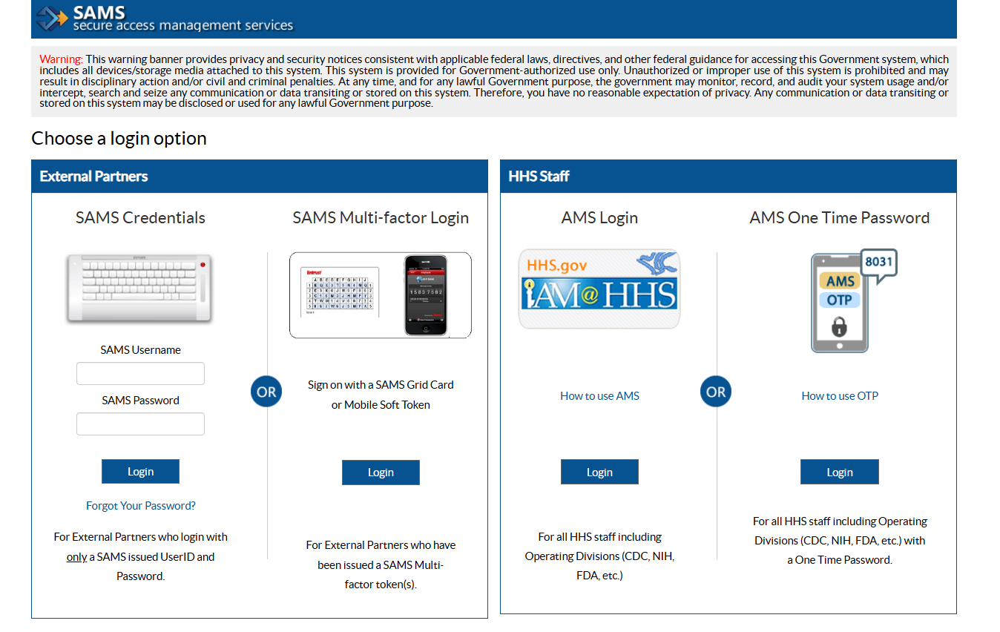 SAMS
secure access management services
Warning: This warning banner provides privacy and security notices consistent with applicable federal laws, directives, and other federal guidance for accessing this Government system, which
includes all devices/storage media attached to this system. This system is provided for Government-authorized use only. Unauthorized or improper use of this system is prohibited and may
result in disciplinary action and/or civil and criminal penalties. At any time, and for any lawful Government purpose, the government may monitor, record, and audit your system usage and/or
intercept, search and seize any communication or data transiting or stored on this system. Therefore, you have no reasonable expectation of privacy. Any communication or data transiting or
stored on this system may be disclosed or used for any lawful Government purpose.
Choose a login option
External Partners
SAMS Credentials
SAMS Username
SAMS Password
Login
Forgot Your Password?
For External Partners who login with
only a SAMS issued UserID and
Password.
OR
SAMS Multi-factor Login
Entrust
A B C D E F G H I J
15837582
Sign on with a SAMS Grid Card
or Mobile Soft Token
Login
For External Partners who have
been issued a SAMS Multi-
factor token(s).
HHS Staff
AMS Login
HHS.gov
iAM@HHS
How to use AMS
Login
For all HHS staff including
Operating Divisions (CDC, NIH,
FDA, etc.)
OR
AMS One Time Password
8031
AMS
OTP
How to use OTP
Login
For all HHS staff including Operating
Divisions (CDC, NIH, FDA, etc.) with
a One Time Password.